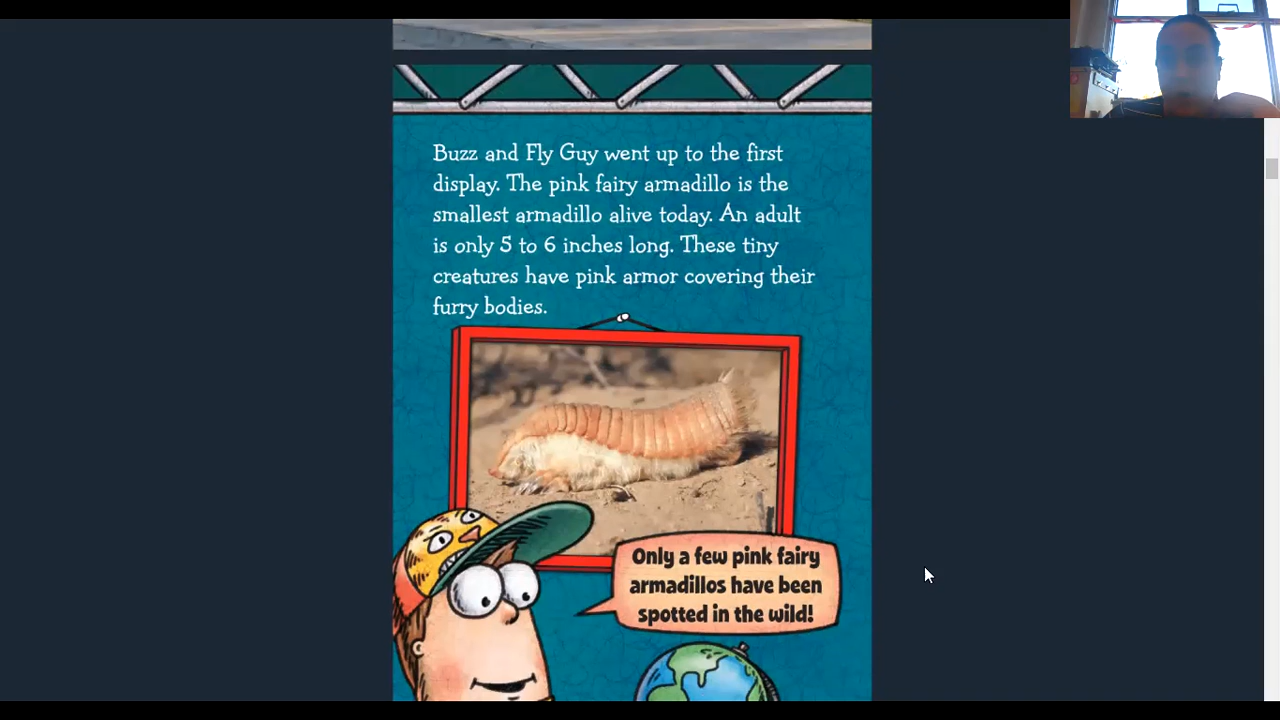 Buzz and Fly Guy went up to the first
display. The pink fairy armadillo is the
smallest armadillo alive today. An adult
is only 5 to 6 inches long. These tiny
creatures have pink armor covering their
furry bodies.
Only a few pink fairy
armadillos have been
spotted in the wild!